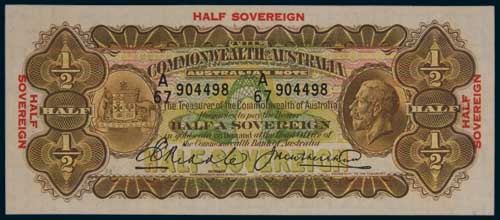 HALF SOVEREIGN
THE
COMMONWEALTH OF AUSTRALIA
AUSTRALIAN NOTE
1/2
1/2
A
67 904498
A
67 904498
The Treasurer of the Commonwealth of Australia
Promises to pay the Bearer
HALF A SOVEREIGN
in gold coin on demand at the Head Office of the
Commonwealth Bank of Australia
HALF
HALF
HALF
SOVEREIGN
HALF
SOVEREIGN
1/2
1/2
HALF SOVEREIGN